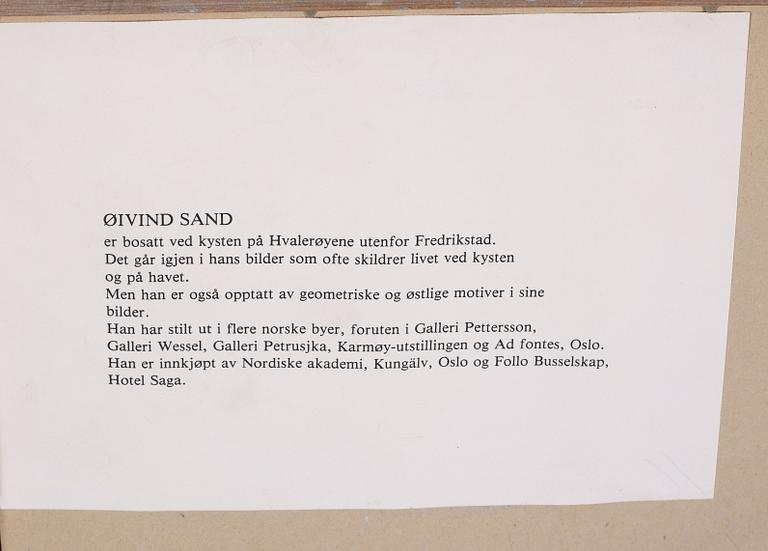 ØIVIND SAND
er bosatt ved kysten på Hvalerøyene utenfor Fredrikstad.
Det går igjen i hans bilder som ofte skildrer livet ved kysten
og på havet.
Men han er også opptatt av geometriske og østlige motiver i sine
bilder.
Han har stilt ut i flere norske byer, foruten i Galleri Pettersson,
Galleri Wessel, Galleri Petrusjka, Karmøy-utstillingen og Ad fontes, Oslo.
Han er innkjøpt av Nordiske akademi, Kungälv, Oslo og Follo Busselskap,
Hotel Saga.